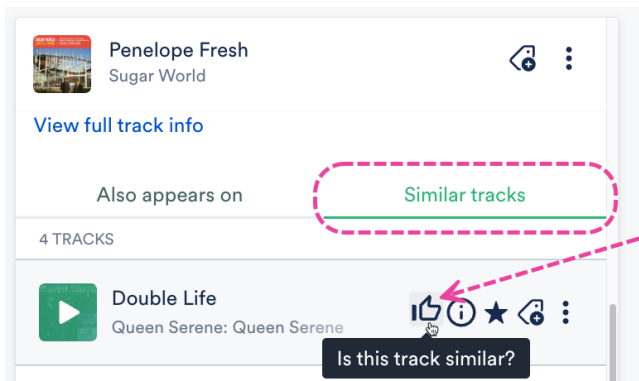 Penelope Fresh
Sugar World
View full track info
Also appears on
Similar tracks
4 TRACKS
Double Life
Queen Serene: Queen Serene
Is this track similar?